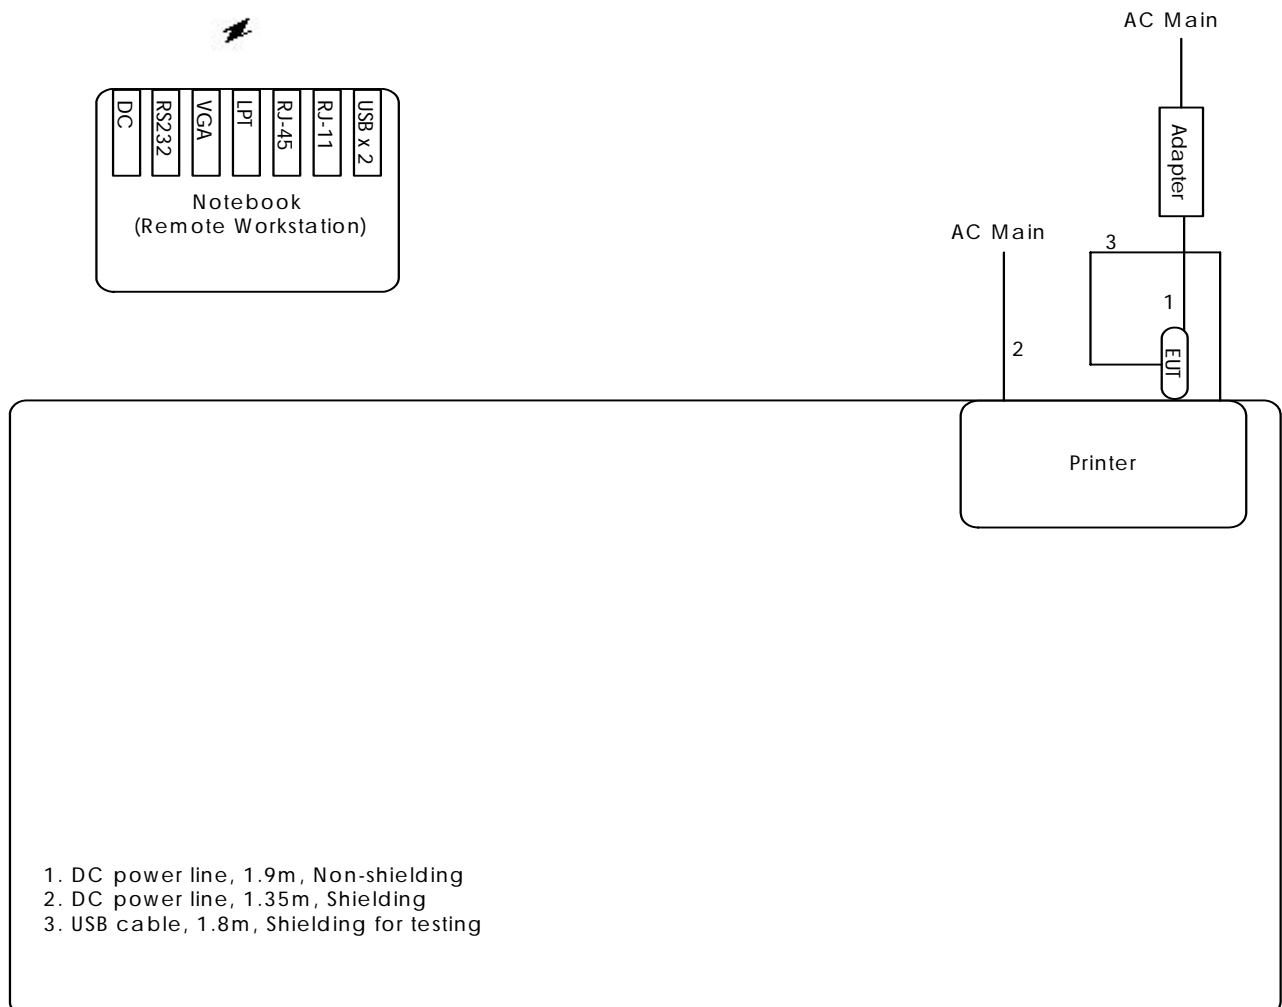 AC Main
DC
RS232
VGA
LPT
RJ-45
RJ-11
USB x 2
Notebook
(Remote Workstation)
Adapter
AC Main
3
1
2
EUT
Printer
1. DC power line, 1.9m, Non-shielding
2. DC power line, 1.35m, Shielding
3. USB cable, 1.8m, Shielding for testing